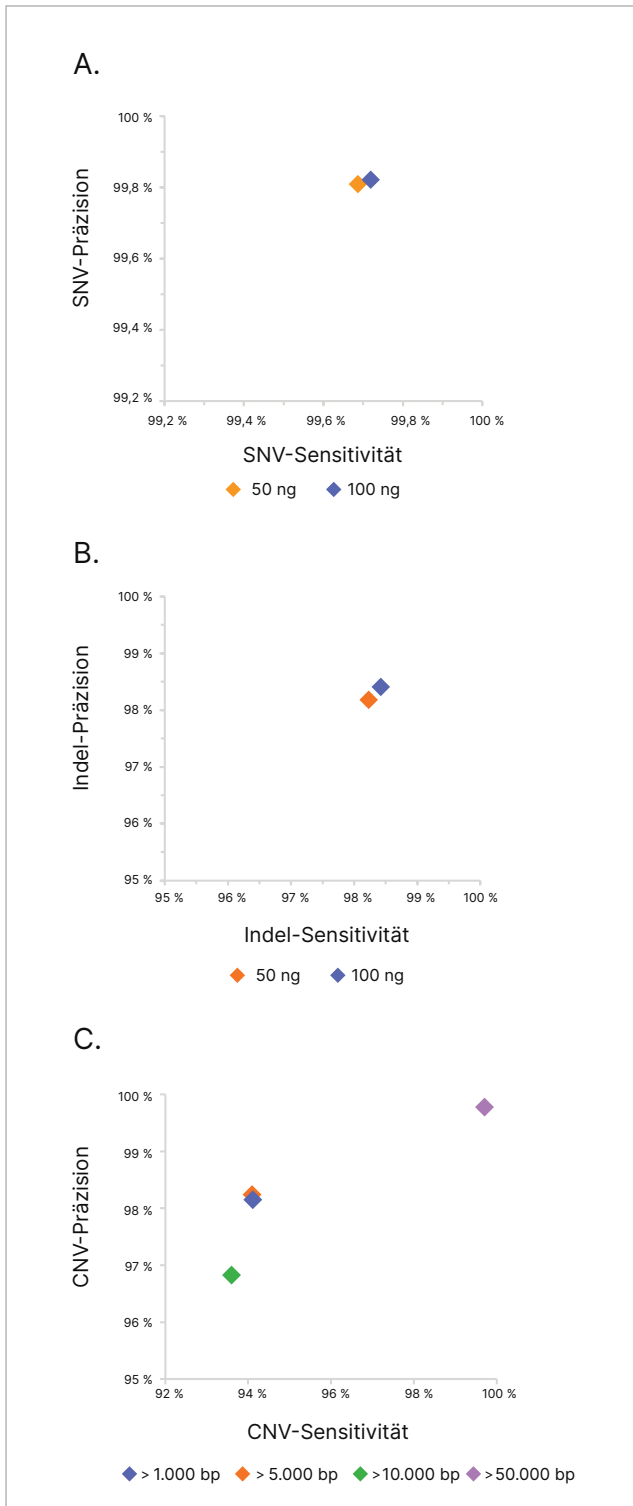 A.
SNV-Präzision
100 %
99,8 %
99,6 %
99,4 %
99,2 %
99,2 % 99,4 % 99,6 % 99,8 % 100 %
SNV-Sensitivität
50 ng 100 ng
B.
Indel-Präzision
100 %
99 %
98 %
97 %
96 %
95 %
95 % 96 % 97 % 98 % 99 % 100 %
Indel-Sensitivität
50 ng 100 ng
C.
CNV-Präzision
100 %
99 %
98 %
97 %
96 %
95 %
92 % 94 % 96 % 98 % 100 %
CNV-Sensitivität
> 1.000 bp > 5.000 bp >10.000 bp >50.000 bp